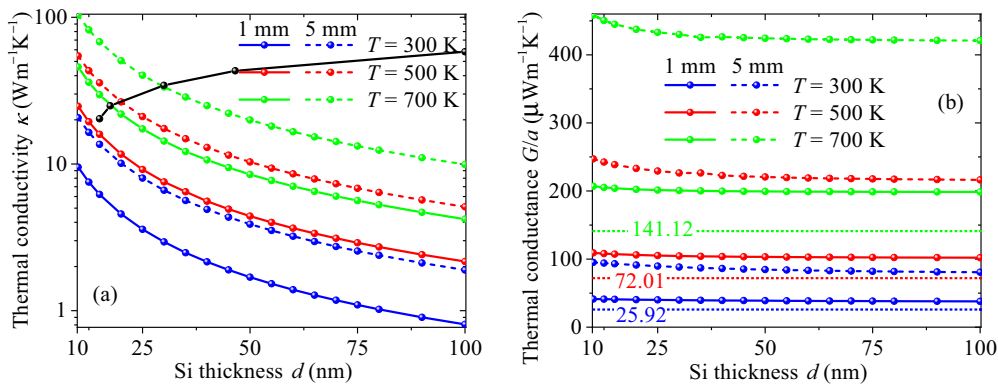 Thermal conductivity κ (Wm⁻¹K⁻¹)
100
10
1
1 mm 5 mm
T = 300 K
T = 500 K
T = 700 K
(a)
10 25 50 75 100
Si thickness d (nm)
Thermal conductance G/a (μWm⁻¹K⁻¹)
450
400
300
200
100
0
1 mm 5 mm
T = 300 K
T = 500 K
T = 700 K
(b)
141.12
72.01
25.92
10 25 50 75 100
Si thickness d (nm)